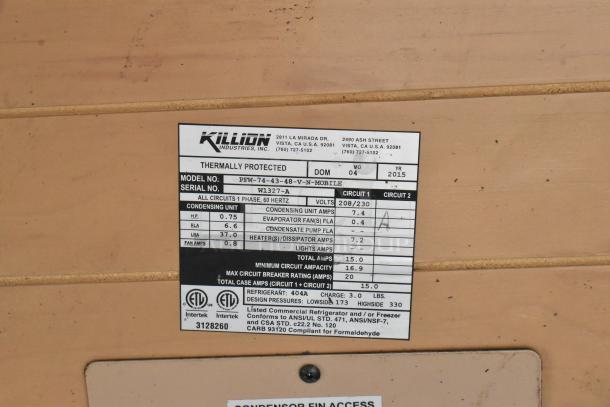 KILLION
INDUSTRIES, INC.
2811 LA MIRADA DR.
VISTA, CA U.S.A. 92081
(760) 727-5102
2400 ASH STREET
VISTA, CA U.S.A. 92081
(760) 727-5102
THERMALLY PROTECTED DOM MO 04 YR 2015
MODEL NO. PFW-74-43-48-V-N-MOBILE
SERIAL NO. W1327-A CIRCUIT 1 CIRCUIT 2
ALL CIRCUITS 1 PHASE, 60 HERTZ VOLTS 208/230
CONDENSING UNIT CONDENSING UNIT AMPS 7.4
H.P. 0.75 EVAPORATOR FAN(S) FLA 0.4 A
RLA 6.6 CONDENSATE PUMP FLA --
LRA 37.0 HEATER(S)/DISSIPATOR AMPS 7.2
FAN AMPS 0.8 LIGHTS AMPS
TOTAL AMPS 15.0
MINIMUM CIRCUIT AMPACITY 16.9
MAX CIRCUIT BREAKER RATING (AMPS) 20
TOTAL CASE AMPS (CIRCUIT 1 + CIRCUIT 2) 15.0
REFRIGERANT: 404A CHARGE: 3.0 LBS.
DESIGN PRESSURES: LOWSIDE 173 HIGHSIDE 330
ETL ETL
Intertek Intertek
3128260
Listed Commercial Refrigerator and / or Freezer
Conforms to ANSI/UL STD. 471, ANSI/NSF-7,
and CSA STD. c22.2 No. 120
CARB 93120 Compliant for Formaldehyde
CONDENSOR FIN ACCESS